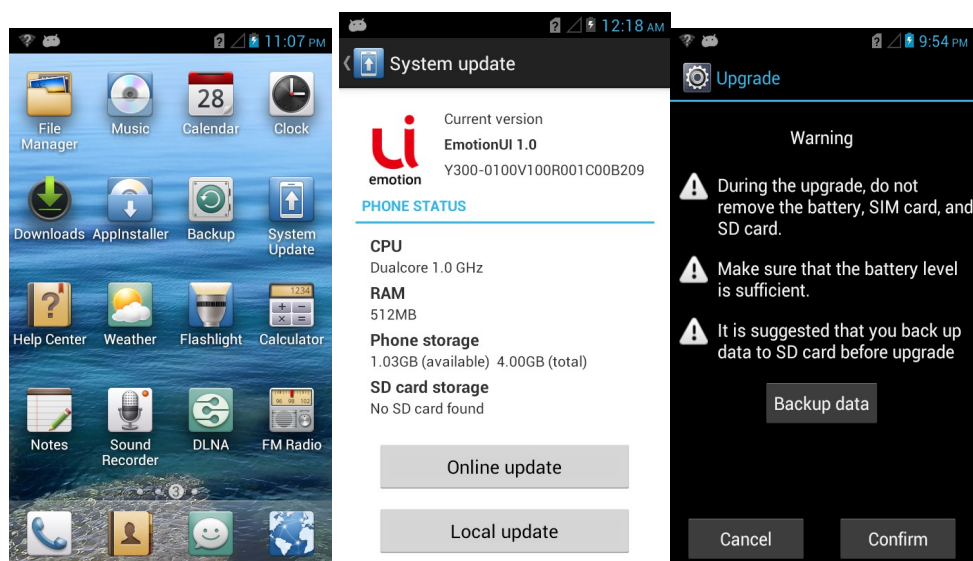 11:07 PM
28
File Manager
Music
Calendar
Clock
Downloads
AppInstaller
Backup
System Update
1234
Help Center
Weather
Flashlight
Calculator
Notes
Sound Recorder
DLNA
FM Radio
3
12:18 AM
System update
ui
emotion
Current version
EmotionUI 1.0
Y300-0100V100R001C00B209
PHONE STATUS
CPU
Dualcore 1.0 GHz
RAM
512MB
Phone storage
1.03GB (available) 4.00GB (total)
SD card storage
No SD card found
Online update
Local update
9:54 PM
Upgrade
Warning
During the upgrade, do not
remove the battery, SIM card, and
SD card.
Make sure that the battery level
is sufficient.
It is suggested that you back up
data to SD card before upgrade
Backup data
Cancel
Confirm